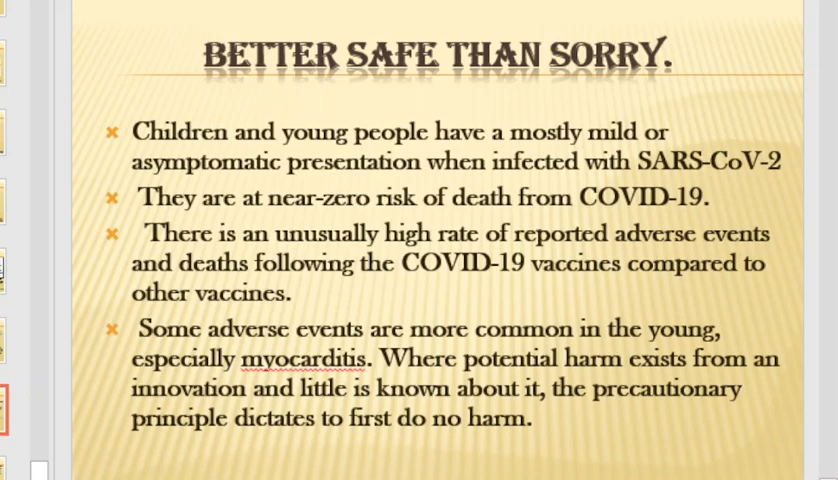 BETTER SAFE THAN SORRY.
Children and young people have a mostly mild or
asymptomatic presentation when infected with SARS-CoV-2
They are at near-zero risk of death from COVID-19.
There is an unusually high rate of reported adverse events
and deaths following the COVID-19 vaccines compared to
other vaccines.
Some adverse events are more common in the young,
especially myocarditis. Where potential harm exists from an
innovation and little is known about it, the precautionary
principle dictates to first do no harm.